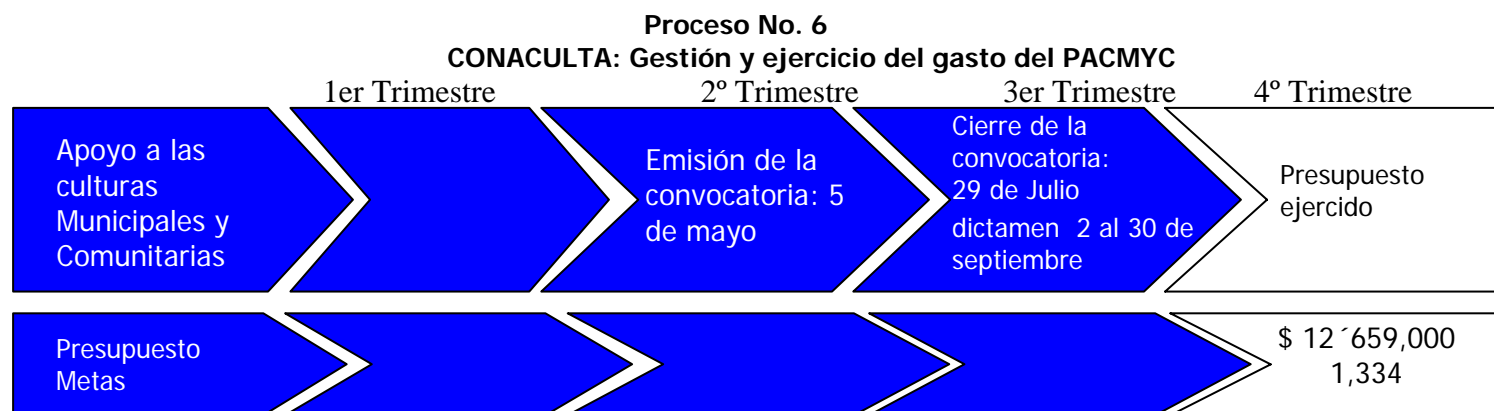 Proceso No. 6
CONACULTA: Gestión y ejercicio del gasto del PACMYC
1er Trimestre 2º Trimestre 3er Trimestre 4º Trimestre
Apoyo a las
culturas
Municipales y
Comunitarias
Emisión de la
convocatoria: 5
de mayo
Cierre de la
convocatoria:
29 de Julio
dictamen 2 al 30 de
septiembre
Presupuesto
ejercido
Presupuesto
Metas
$ 12´659,000
1,334